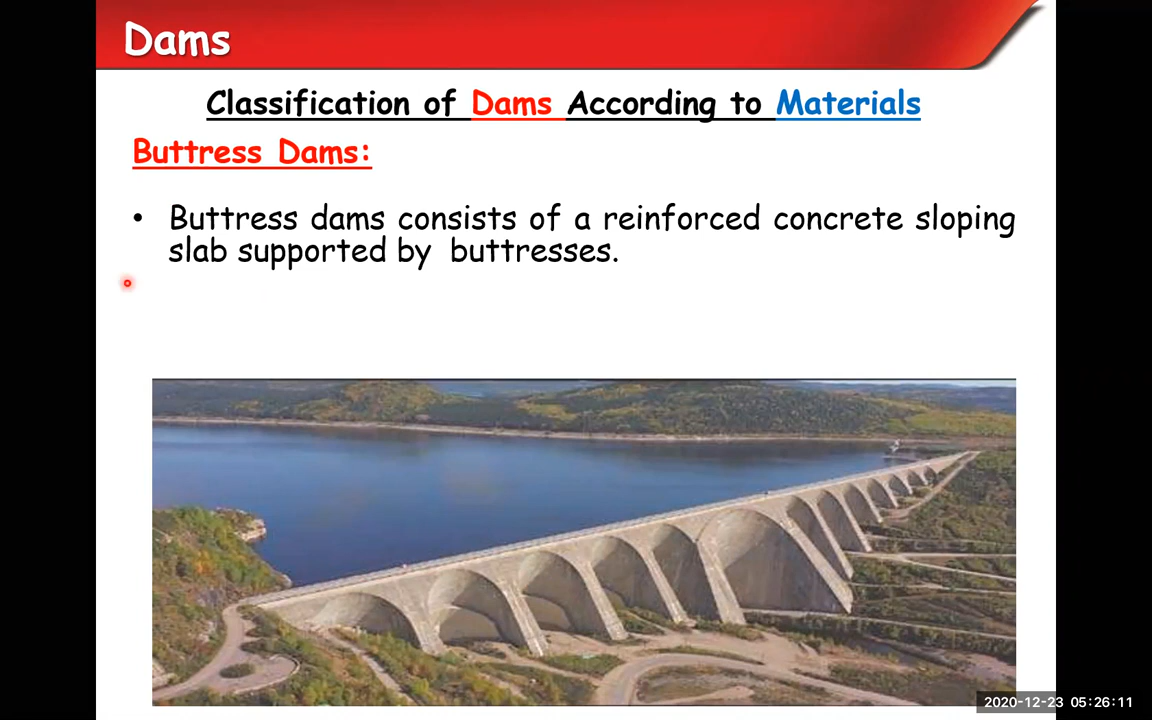 Dams
Classification of Dams According to Materials
Buttress Dams:
• Buttress dams consists of a reinforced concrete sloping
slab supported by buttresses.
2020-12-23 05:26:11